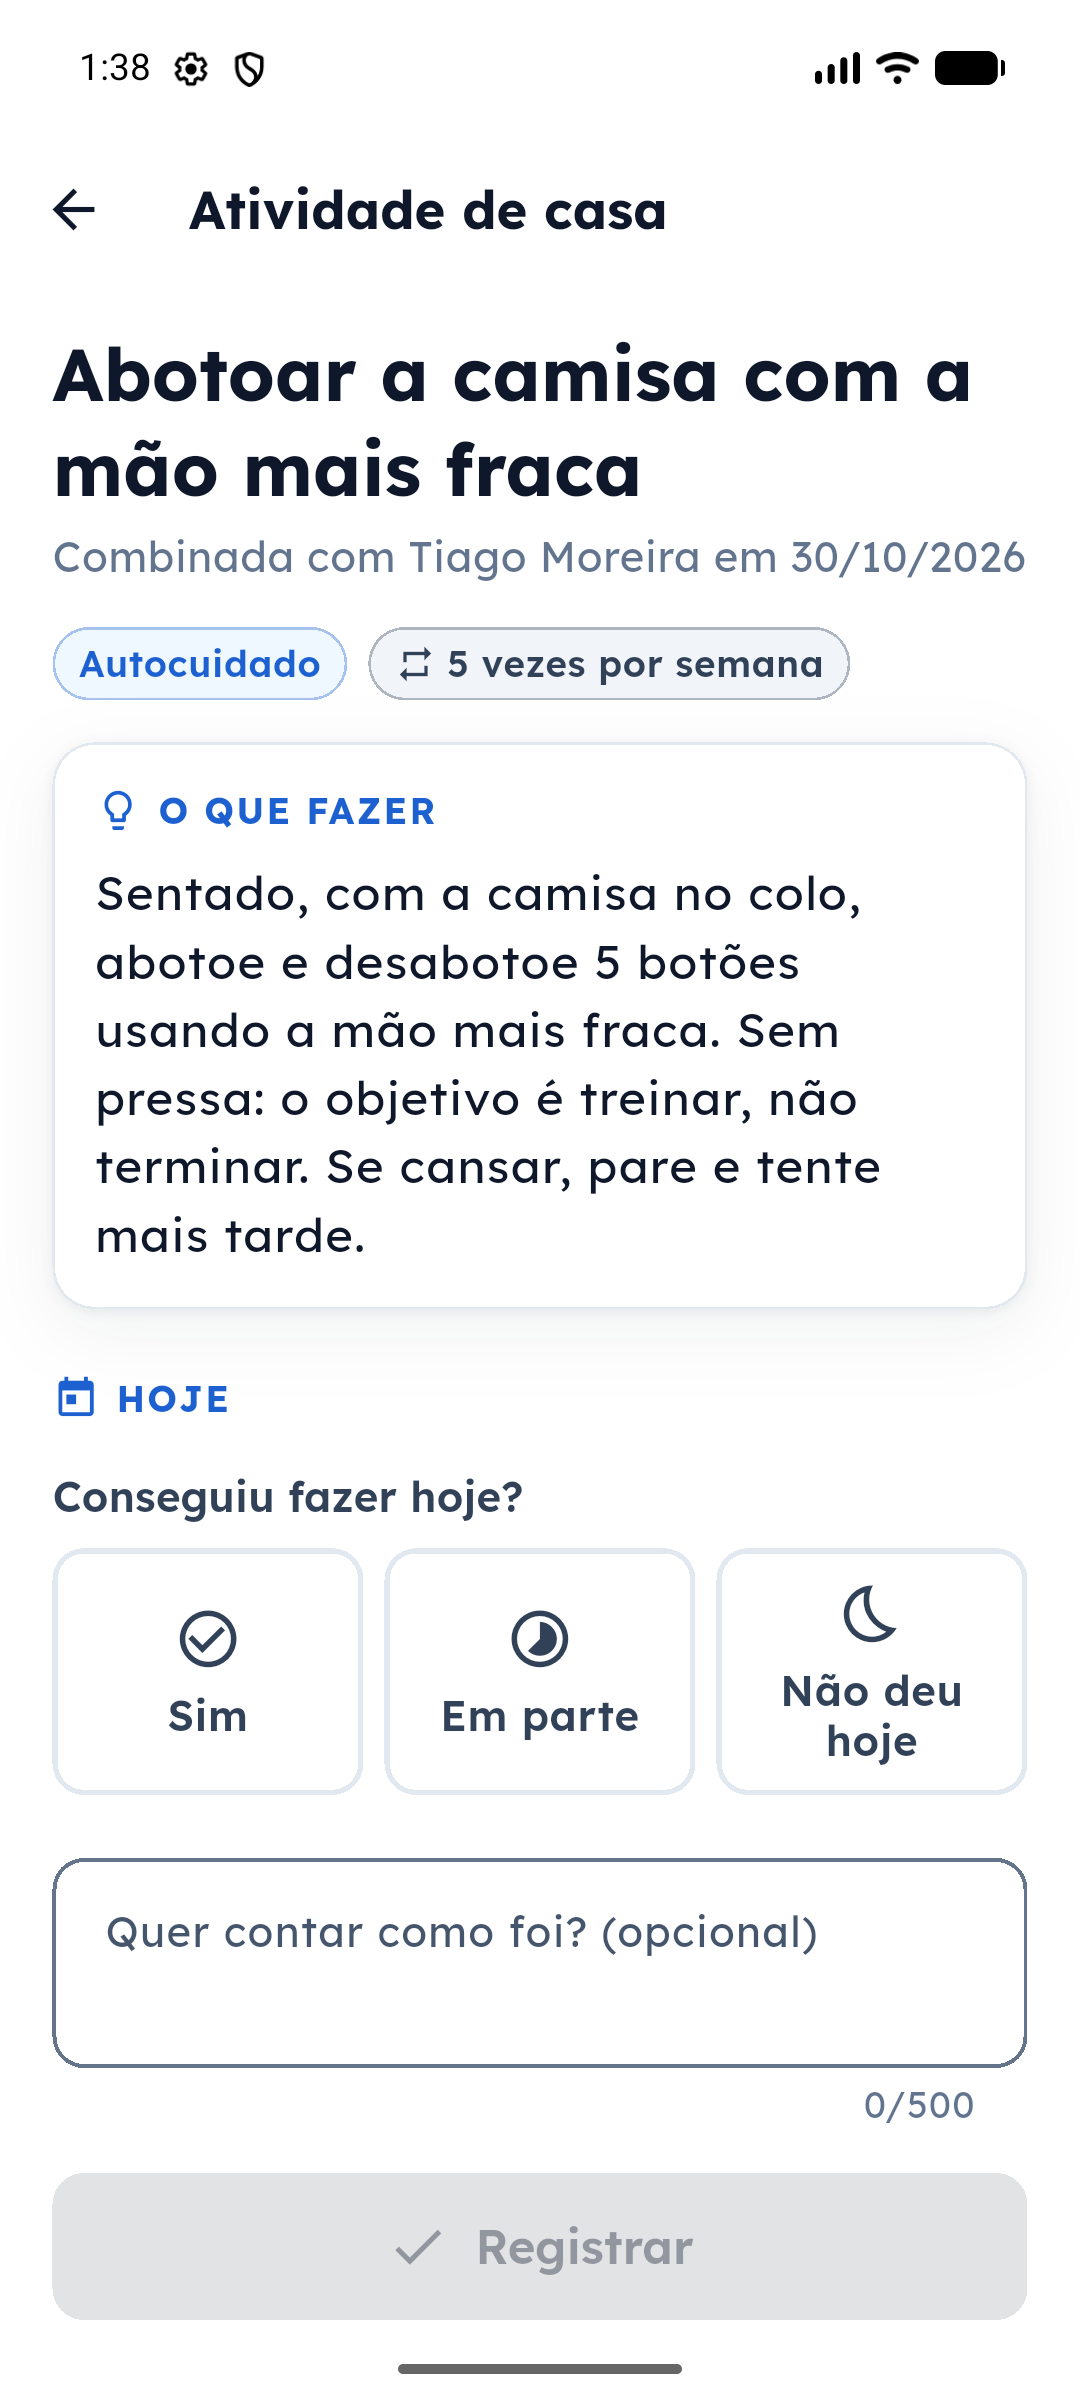 1:38
Atividade de casa
Abotoar a camisa com a
mão mais fraca
Combinada com Tiago Moreira em 30/10/2026
Autocuidado
5 vezes por semana
O QUE FAZER
Sentado, com a camisa no colo,
abotoe e desabotoe 5 botões
usando a mão mais fraca. Sem
pressa: o objetivo é treinar, não
terminar. Se cansar, pare e tente
mais tarde.
HOJE
Conseguiu fazer hoje?
Sim
Em parte
Não deu
hoje
Quer contar como foi? (opcional)
0/500
Registrar